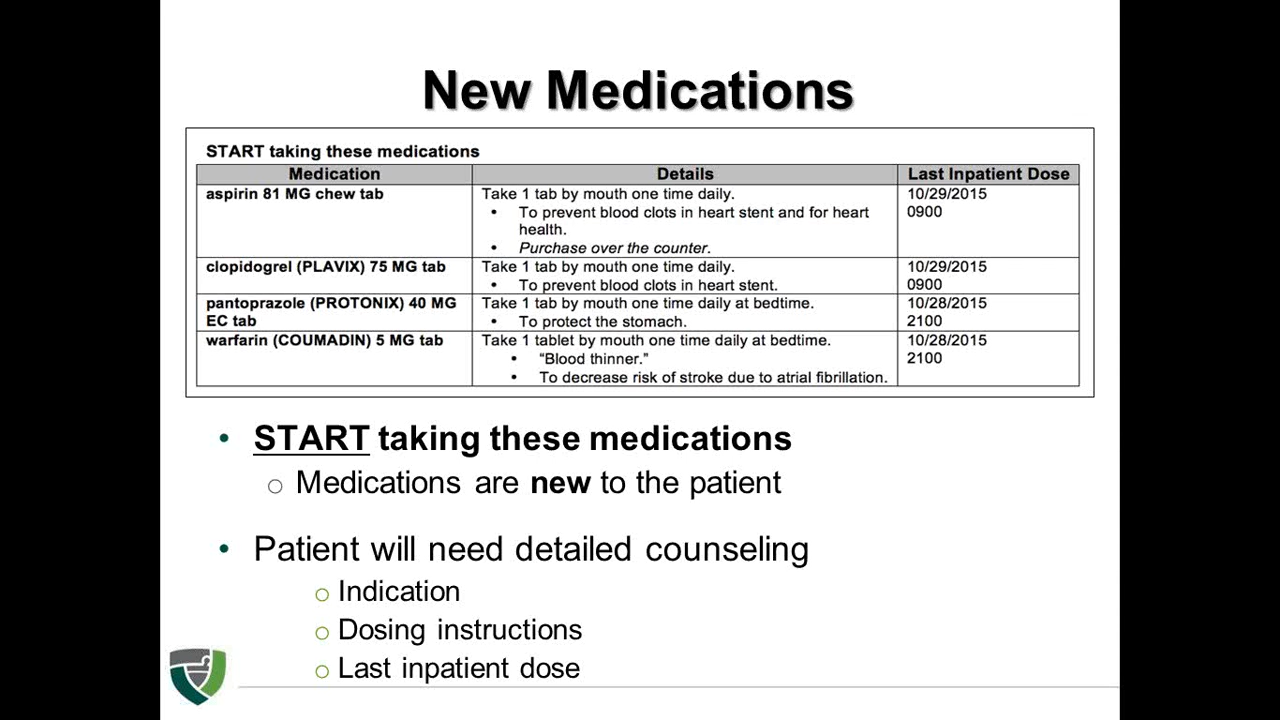 New Medications
START taking these medications
Medication Details Last Inpatient Dose
aspirin 81 MG chew tab Take 1 tab by mouth one time daily. 10/29/2015
• To prevent blood clots in heart stent and for heart 0900
health.
• Purchase over the counter.
clopidogrel (PLAVIX) 75 MG tab Take 1 tab by mouth one time daily. 10/29/2015
• To prevent blood clots in heart stent. 0900
pantoprazole (PROTONIX) 40 MG Take 1 tab by mouth one time daily at bedtime. 10/28/2015
EC tab • To protect the stomach. 2100
warfarin (COUMADIN) 5 MG tab Take 1 tablet by mouth one time daily at bedtime. 10/28/2015
• “Blood thinner.” 2100
• To decrease risk of stroke due to atrial fibrillation.
• START taking these medications
o Medications are new to the patient
• Patient will need detailed counseling
o Indication
o Dosing instructions
o Last inpatient dose